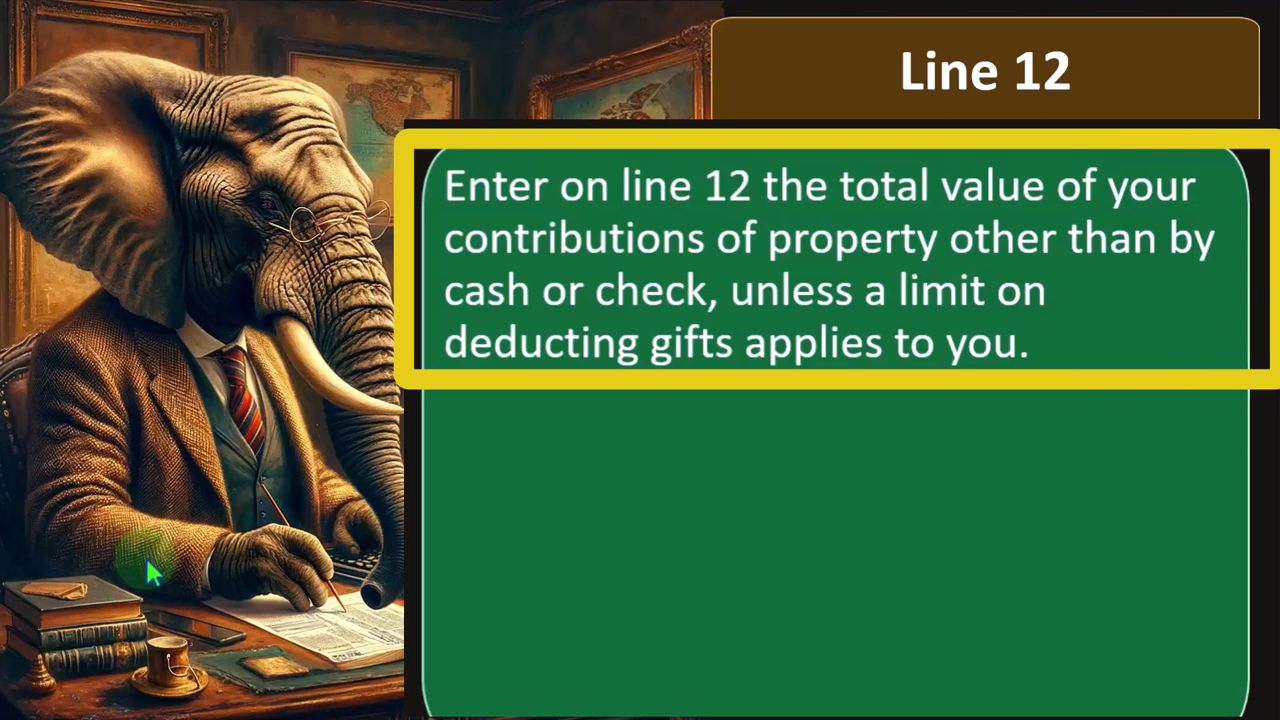 Line 12
Enter on line 12 the total value of your
contributions of property other than by
cash or check, unless a limit on
deducting gifts applies to you.